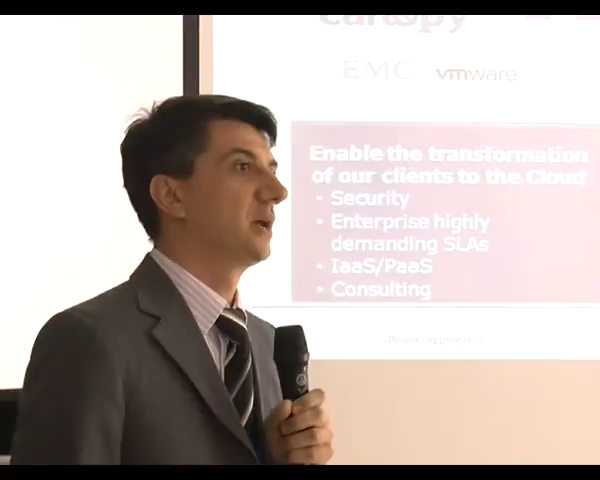 canopy
EMC vmware
Enable the transformation
of our clients to the Cloud
• Security
• Enterprise highly
demanding SLAs
• IaaS/PaaS
• Consulting